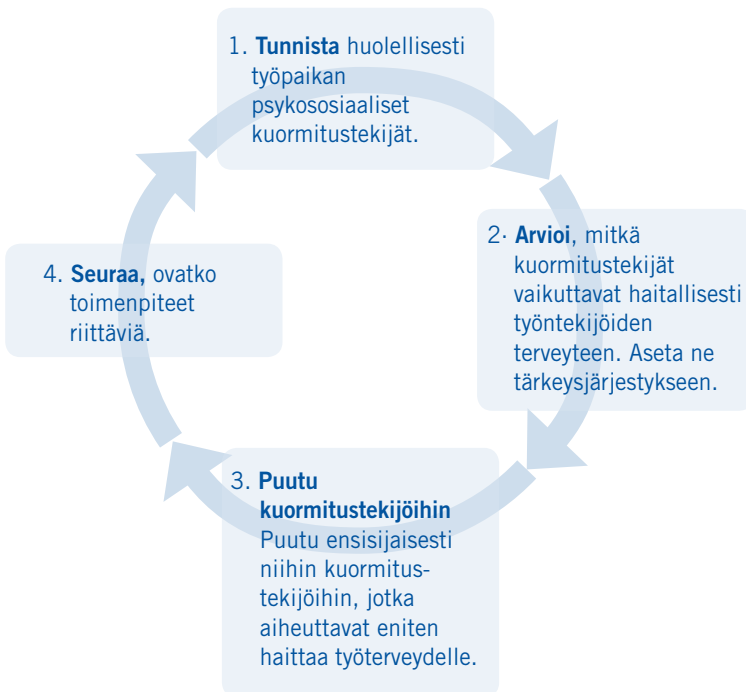 1. Tunnista huolellisesti
työpaikan
psykososiaaliset
kuormitustekijät.
2. Arvioi, mitkä
kuormitustekijät
vaikuttavat haitallisesti
työntekijöiden
terveyteen. Aseta ne
tärkeysjärjestykseen.
3. Puutu
kuormitustekijöihin
Puutu ensisijaisesti
niihin kuormitus-
tekijöihin, jotka
aiheuttavat eniten
haittaa työterveydelle.
4. Seuraa, ovatko
toimenpiteet
riittäviä.